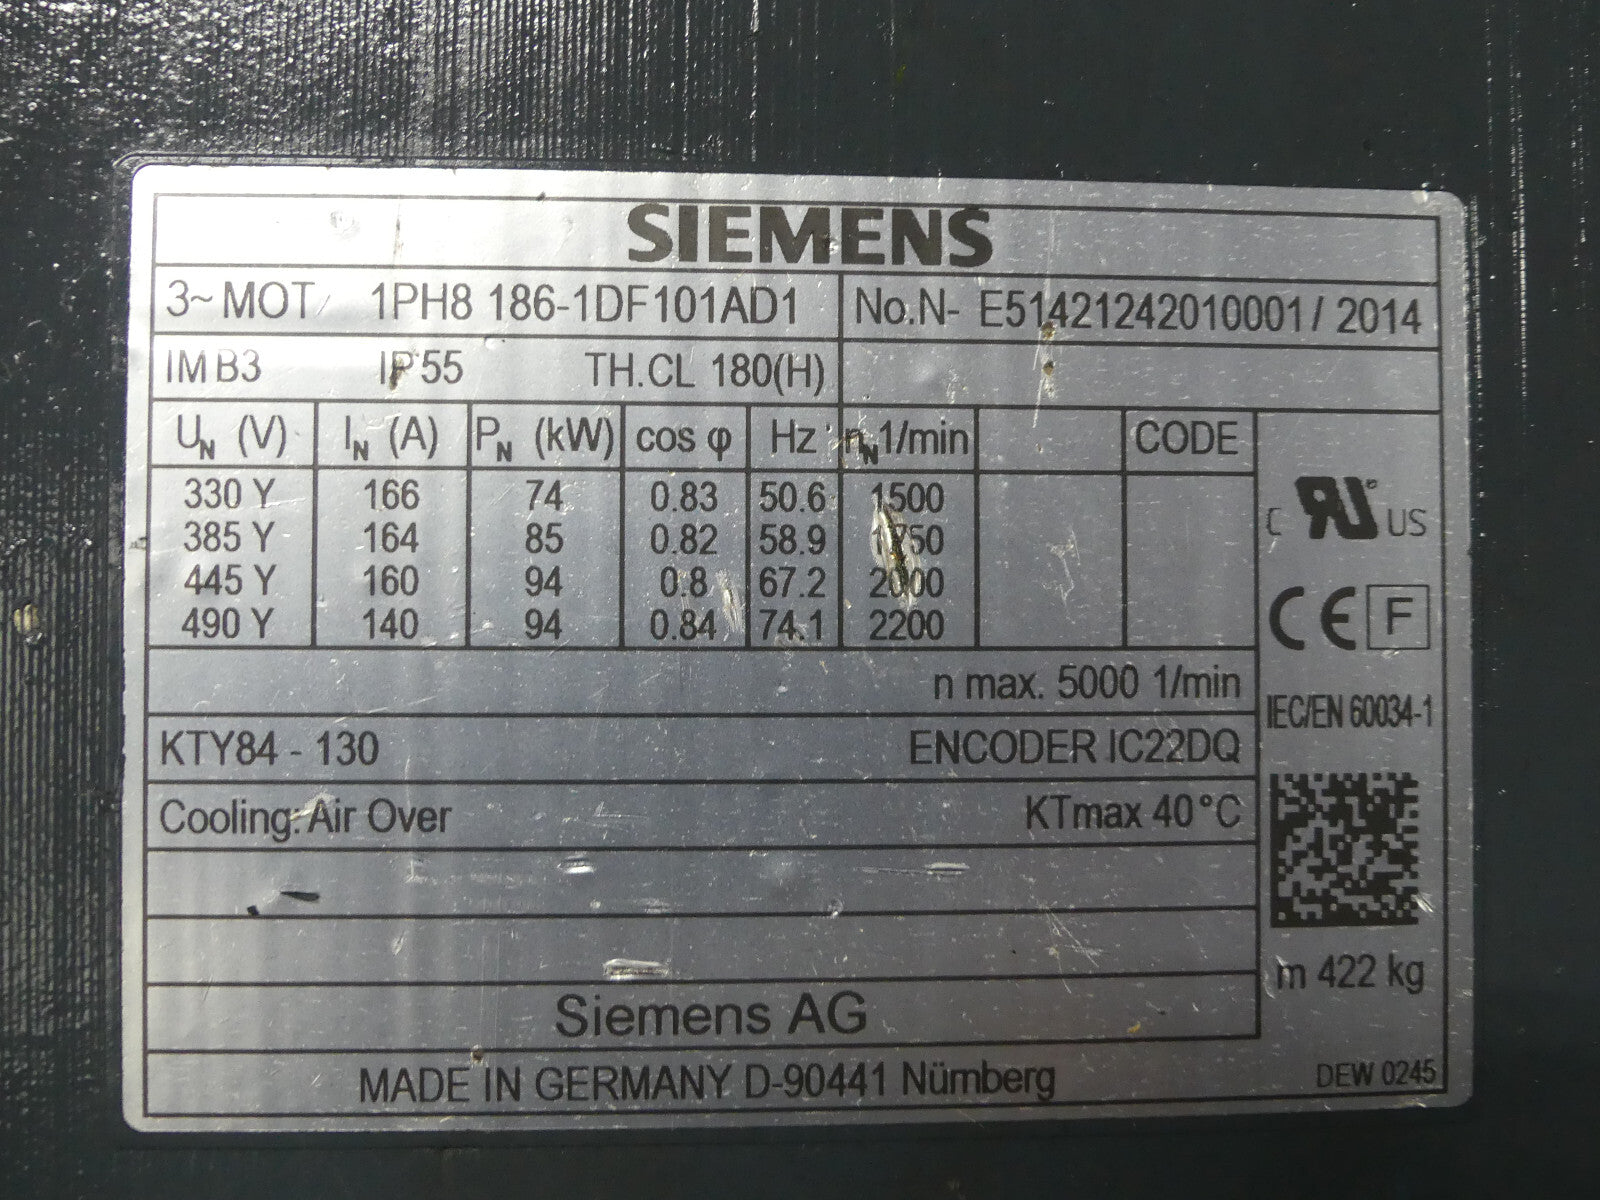 SIEMENS
3~ MOT 1PH8 186-1DF101AD1 No.N- E51421242010001 / 2014
IM B3 IP 55 TH.CL 180(H)
UN (V) IN (A) PN (kW) cos φ Hz nN 1/min CODE
330 Y 166 74 0.83 50.6 1500
385 Y 164 85 0.82 58.9 1750
445 Y 160 94 0.8 67.2 2000
490 Y 140 94 0.84 74.1 2200
C RU US
CE F
n max. 5000 1/min
IEC/EN 60034-1
KTY84 - 130 ENCODER IC22DQ
Cooling: Air Over KTmax 40°C
m 422 kg
Siemens AG
MADE IN GERMANY D-90441 Nürnberg
DEW 0245